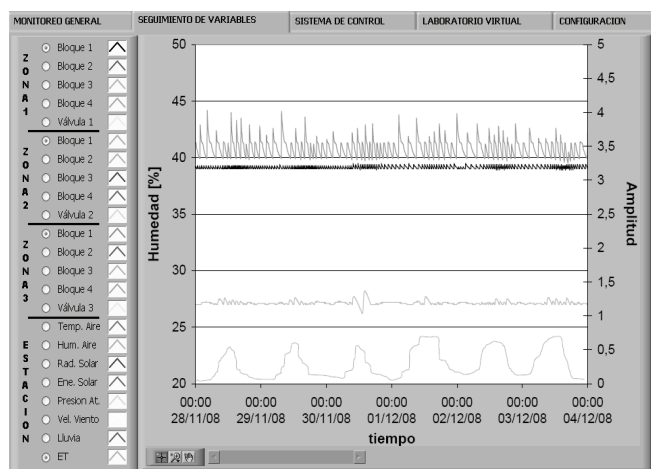 MONITOREO GENERAL
SEGUIMIENTO DE VARIABLES
SISTEMA DE CONTROL
LABORATORIO VIRTUAL
CONFIGURACION
ZONA 1
Bloque 1
Bloque 2
Bloque 3
Bloque 4
Válvula 1
ZONA 2
Bloque 1
Bloque 2
Bloque 3
Bloque 4
Válvula 2
ZONA 3
Bloque 1
Bloque 2
Bloque 3
Bloque 4
Válvula 3
ESTACION
Temp. Aire
Hum. Aire
Rad. Solar
Ene. Solar
Presion At.
Vel. Viento
Lluvia
ET
Humedad [%]
50
45
40
35
30
25
20
5
4,5
4
3,5
3
2,5
2
1,5
1
0,5
0
Amplitud
00:00 00:00 00:00 00:00 00:00 00:00 00:00
28/11/08 29/11/08 30/11/08 01/12/08 02/12/08 03/12/08 04/12/08
tiempo